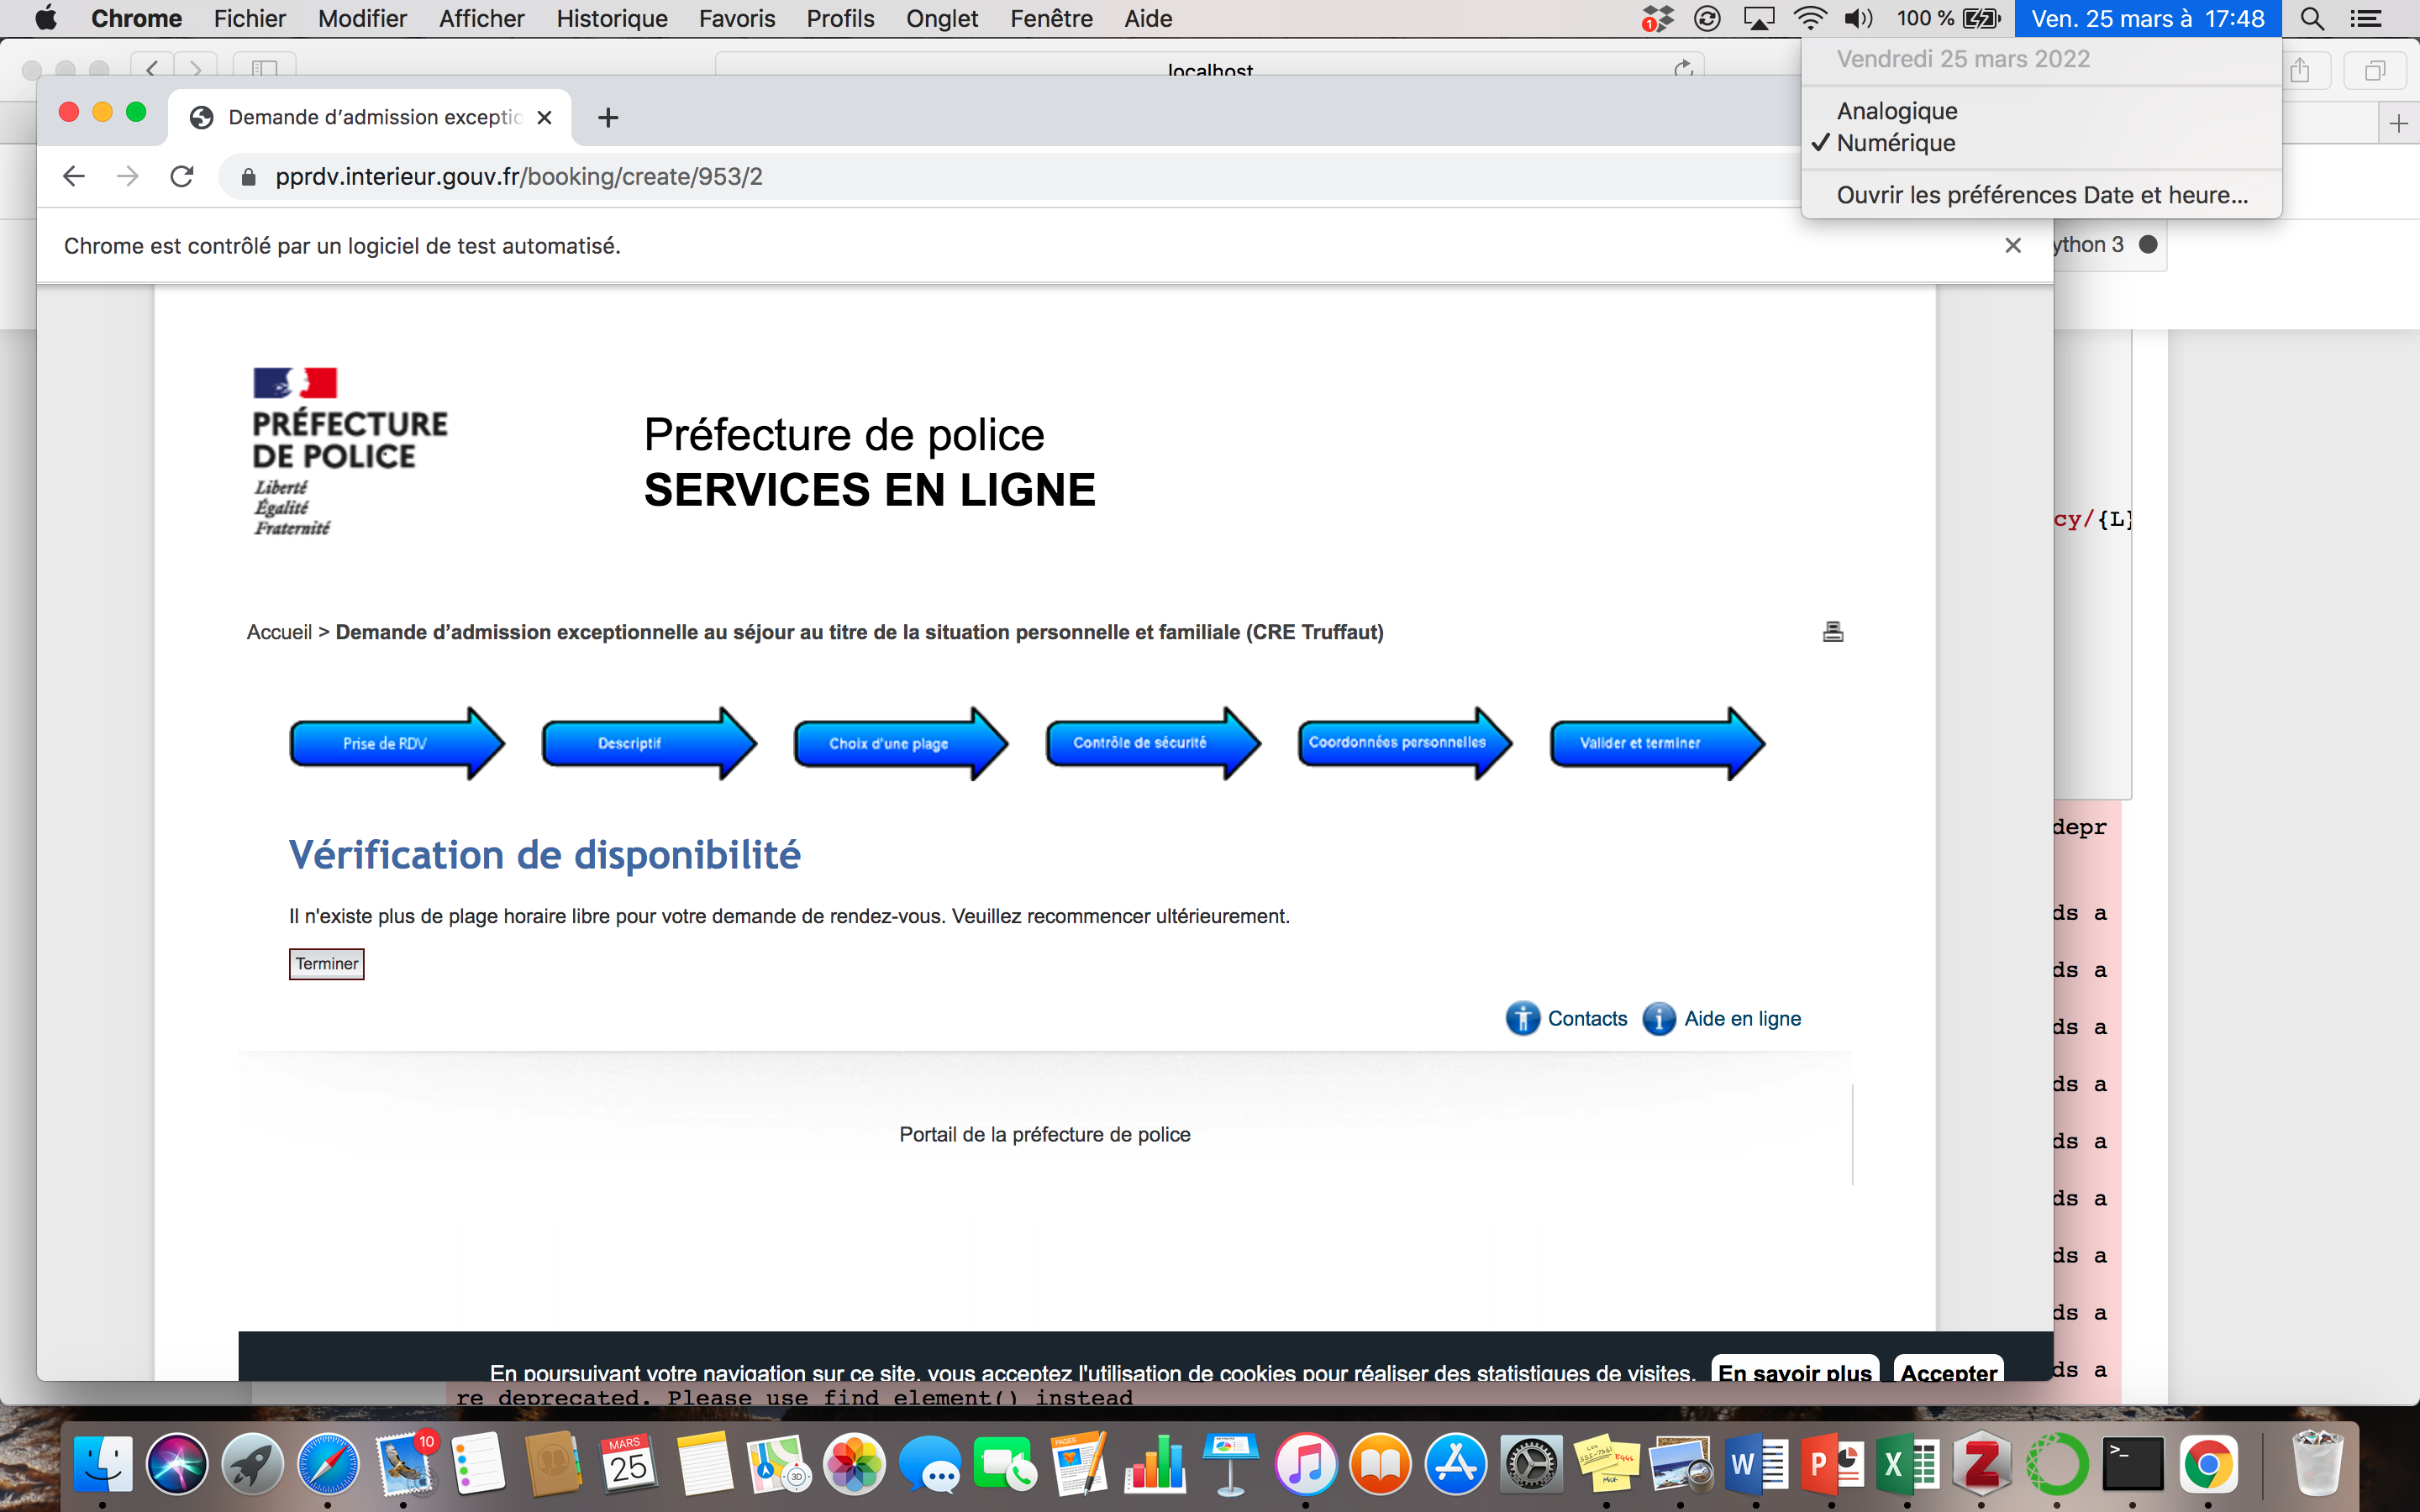 Chrome Fichier Modifier Afficher Historique Favoris Profils Onglet Fenêtre Aide
1 100 % Ven. 25 mars à 17:48
Vendredi 25 mars 2022
Analogique
✓ Numérique
Ouvrir les préférences Date et heure...
localhost
Demande d’admission exceptio
pprdv.interieur.gouv.fr/booking/create/953/2
Chrome est contrôlé par un logiciel de test automatisé.
ython 3
PRÉFECTURE
DE POLICE
Liberté
Égalité
Fraternité
Préfecture de police
SERVICES EN LIGNE
cy/{L}
Accueil > Demande d’admission exceptionnelle au séjour au titre de la situation personnelle et familiale (CRE Truffaut)
Prise de RDV Descriptif Choix d'une plage Contrôle de sécurité Coordonnées personnelles Valider et terminer
depr
Vérification de disponibilité
Il n'existe plus de plage horaire libre pour votre demande de rendez-vous. Veuillez recommencer ultérieurement.
Terminer
ds a
ds a
ds a
ds a
ds a
ds a
ds a
ds a
ds a
Contacts Aide en ligne
Portail de la préfecture de police
En poursuivant votre navigation sur ce site, vous acceptez l'utilisation de cookies pour réaliser des statistiques de visites. En savoir plus Accepter
re deprecated. Please use find_element() instead
10
MARS
25
3D
PAGES
W P X Z >_